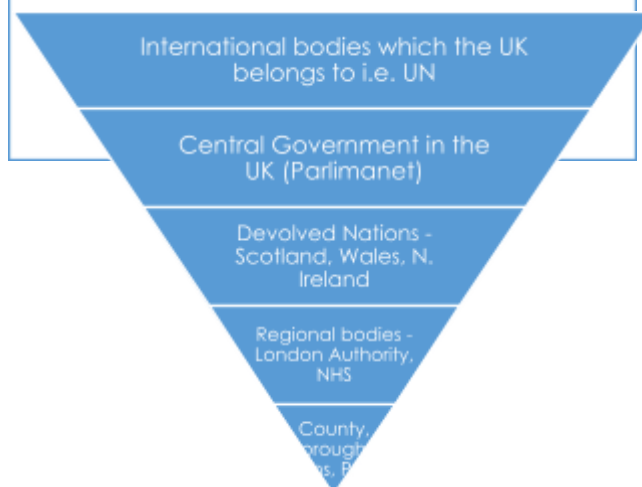 International bodies which the UK
belongs to i.e. UN
Central Government in the
UK (Parlimanet)
Devolved Nations -
Scotland, Wales, N.
Ireland
Regional bodies -
London Authority,
NHS
County,